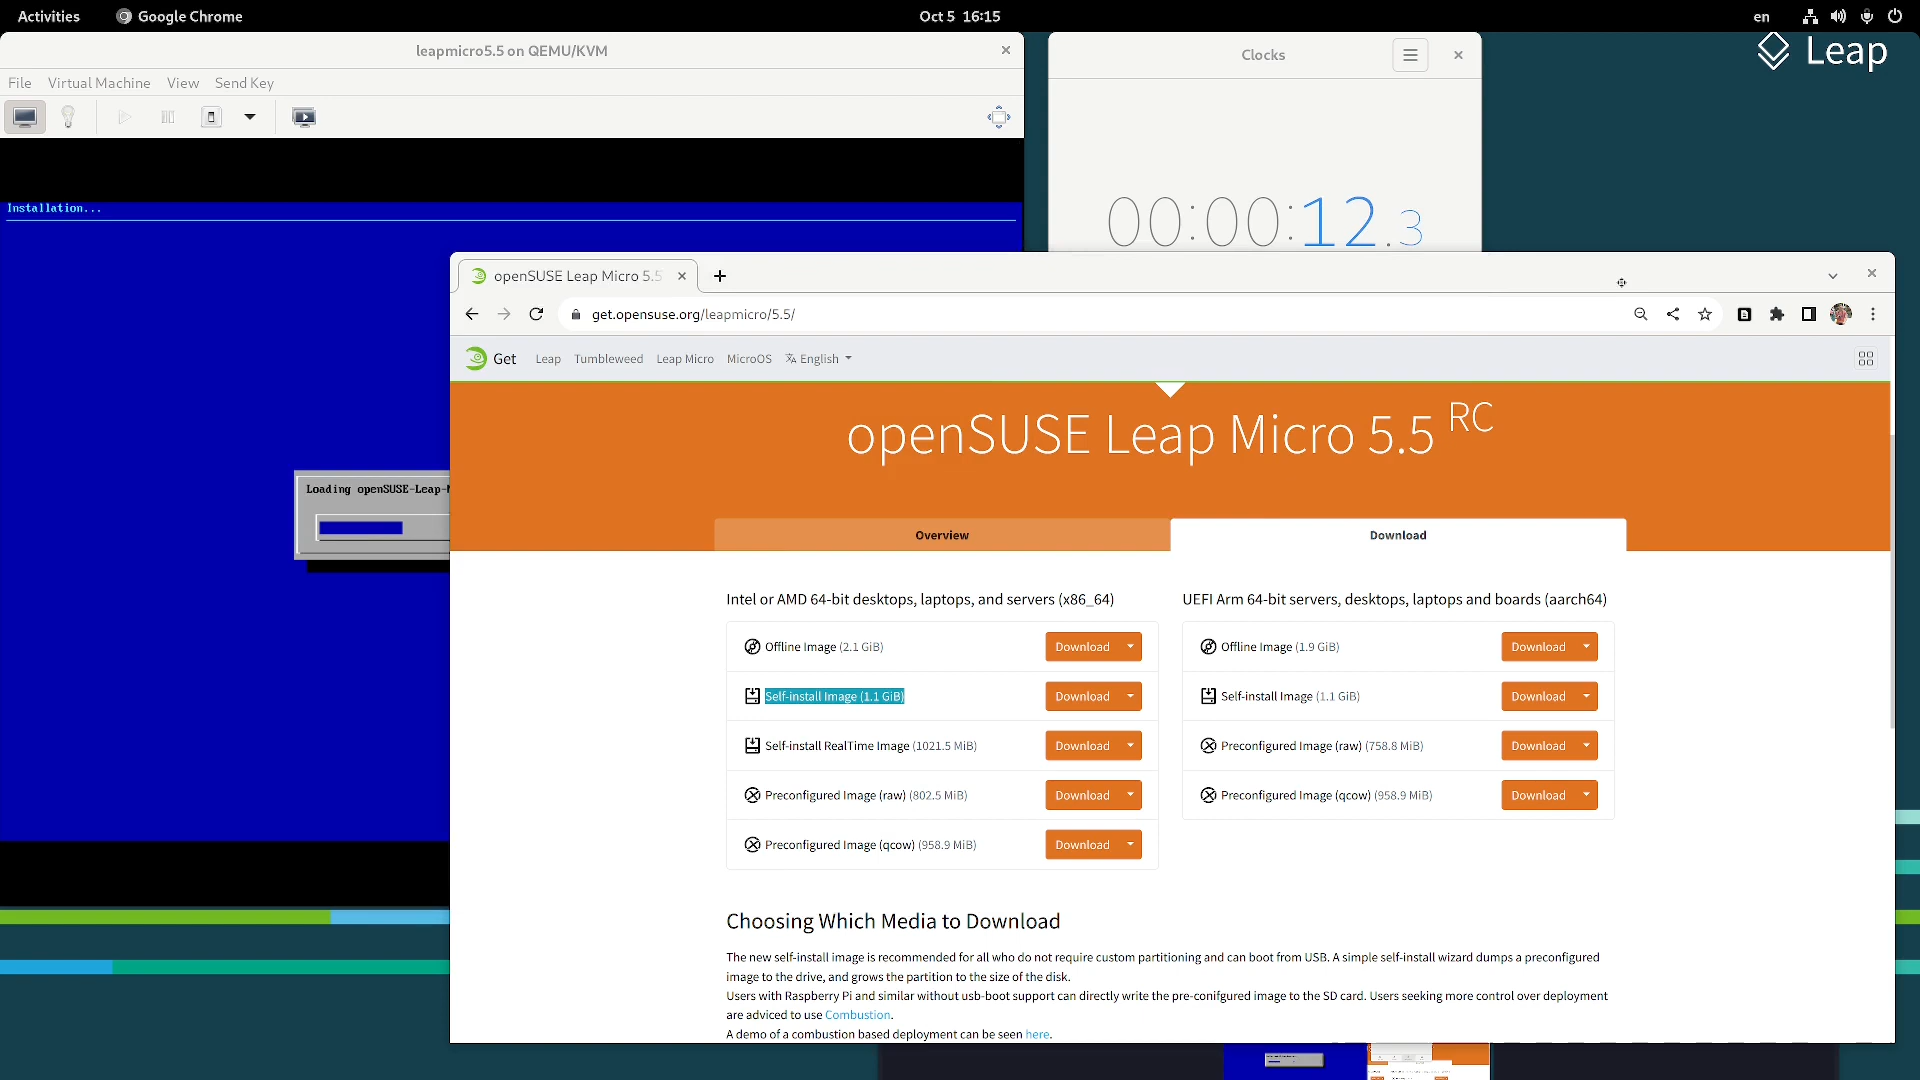 Activities
Google Chrome
Oct 5 16:15
en
leapmicro5.5 on QEMU/KVM
File
Virtual Machine
View
Send Key
Clocks
Leap
00:00:12.3
Installation...
Loading openSUSE-Leap-
openSUSE Leap Micro 5.5
get.opensuse.org/leapmicro/5.5/
Get
Leap
Tumbleweed
Leap Micro
MicroOS
English
openSUSE Leap Micro 5.5 RC
Overview
Download
Intel or AMD 64-bit desktops, laptops, and servers (x86_64)
Offline Image (2.1 GiB)
Download
Self-install Image (1.1 GiB)
Download
Self-install RealTime Image (1021.5 MiB)
Download
Preconfigured Image (raw) (802.5 MiB)
Download
Preconfigured Image (qcow) (958.9 MiB)
Download
UEFI Arm 64-bit servers, desktops, laptops and boards (aarch64)
Offline Image (1.9 GiB)
Download
Self-install Image (1.1 GiB)
Download
Preconfigured Image (raw) (758.8 MiB)
Download
Preconfigured Image (qcow) (958.9 MiB)
Download
Choosing Which Media to Download
The new self-install image is recommended for all who do not require custom partitioning and can boot from USB. A simple self-install wizard dumps a preconfigured
image to the drive, and grows the partition to the size of the disk.
Users with Raspberry Pi and similar without usb-boot support can directly write the pre-conifgured image to the SD card. Users seeking more control over deployment
are adviced to use Combustion.
A demo of a combustion based deployment can be seen here.